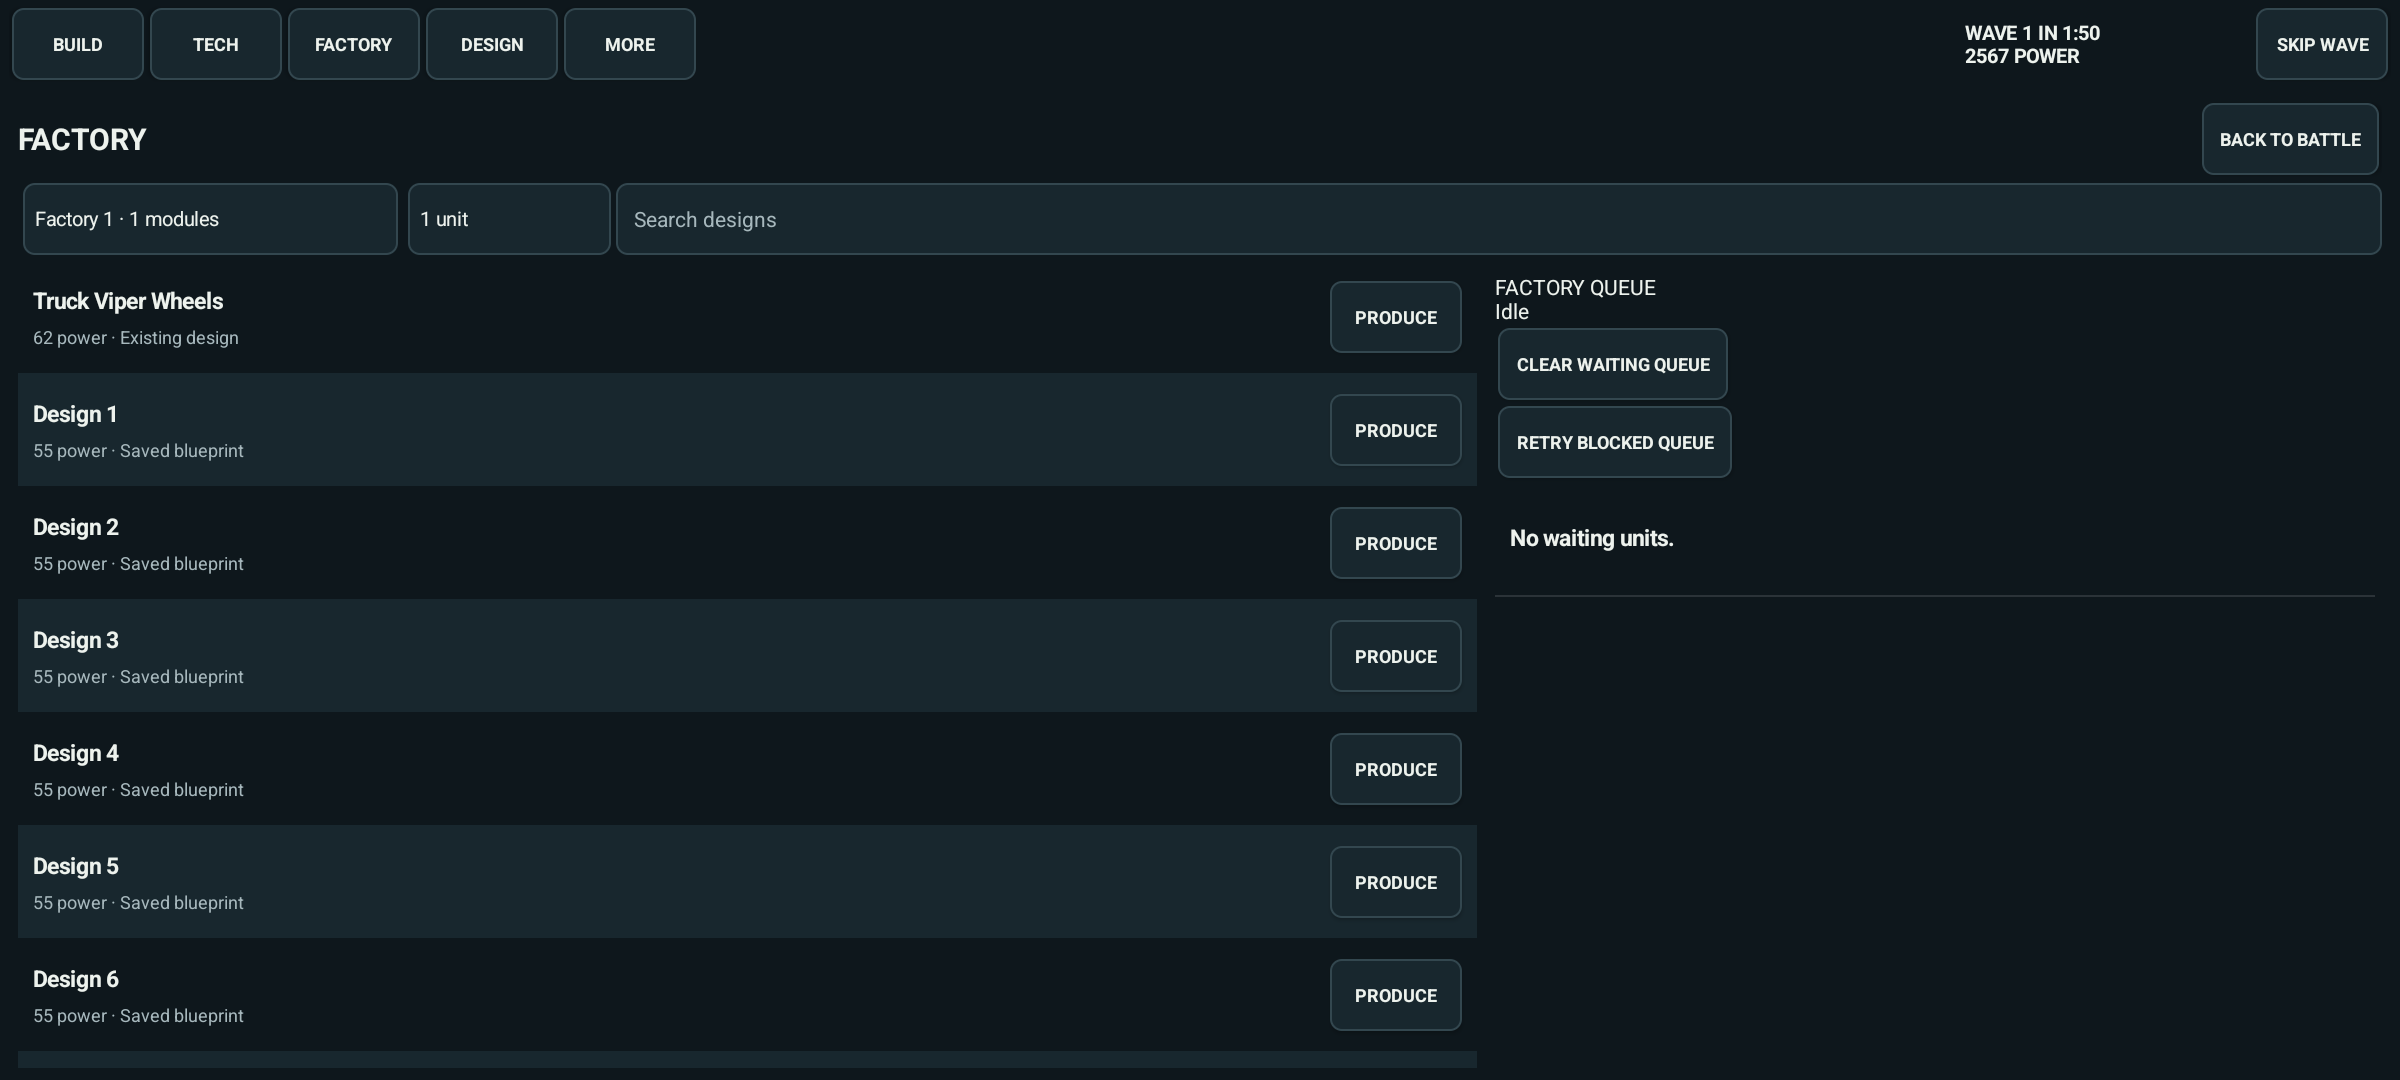 BUILD
TECH
FACTORY
DESIGN
MORE
WAVE 1 IN 1:50
2567 POWER
SKIP WAVE
FACTORY
BACK TO BATTLE
Factory 1 · 1 modules
1 unit
Search designs
Truck Viper Wheels
62 power · Existing design
PRODUCE
Design 1
55 power · Saved blueprint
PRODUCE
Design 2
55 power · Saved blueprint
PRODUCE
Design 3
55 power · Saved blueprint
PRODUCE
Design 4
55 power · Saved blueprint
PRODUCE
Design 5
55 power · Saved blueprint
PRODUCE
Design 6
55 power · Saved blueprint
PRODUCE
FACTORY QUEUE
Idle
CLEAR WAITING QUEUE
RETRY BLOCKED QUEUE
No waiting units.